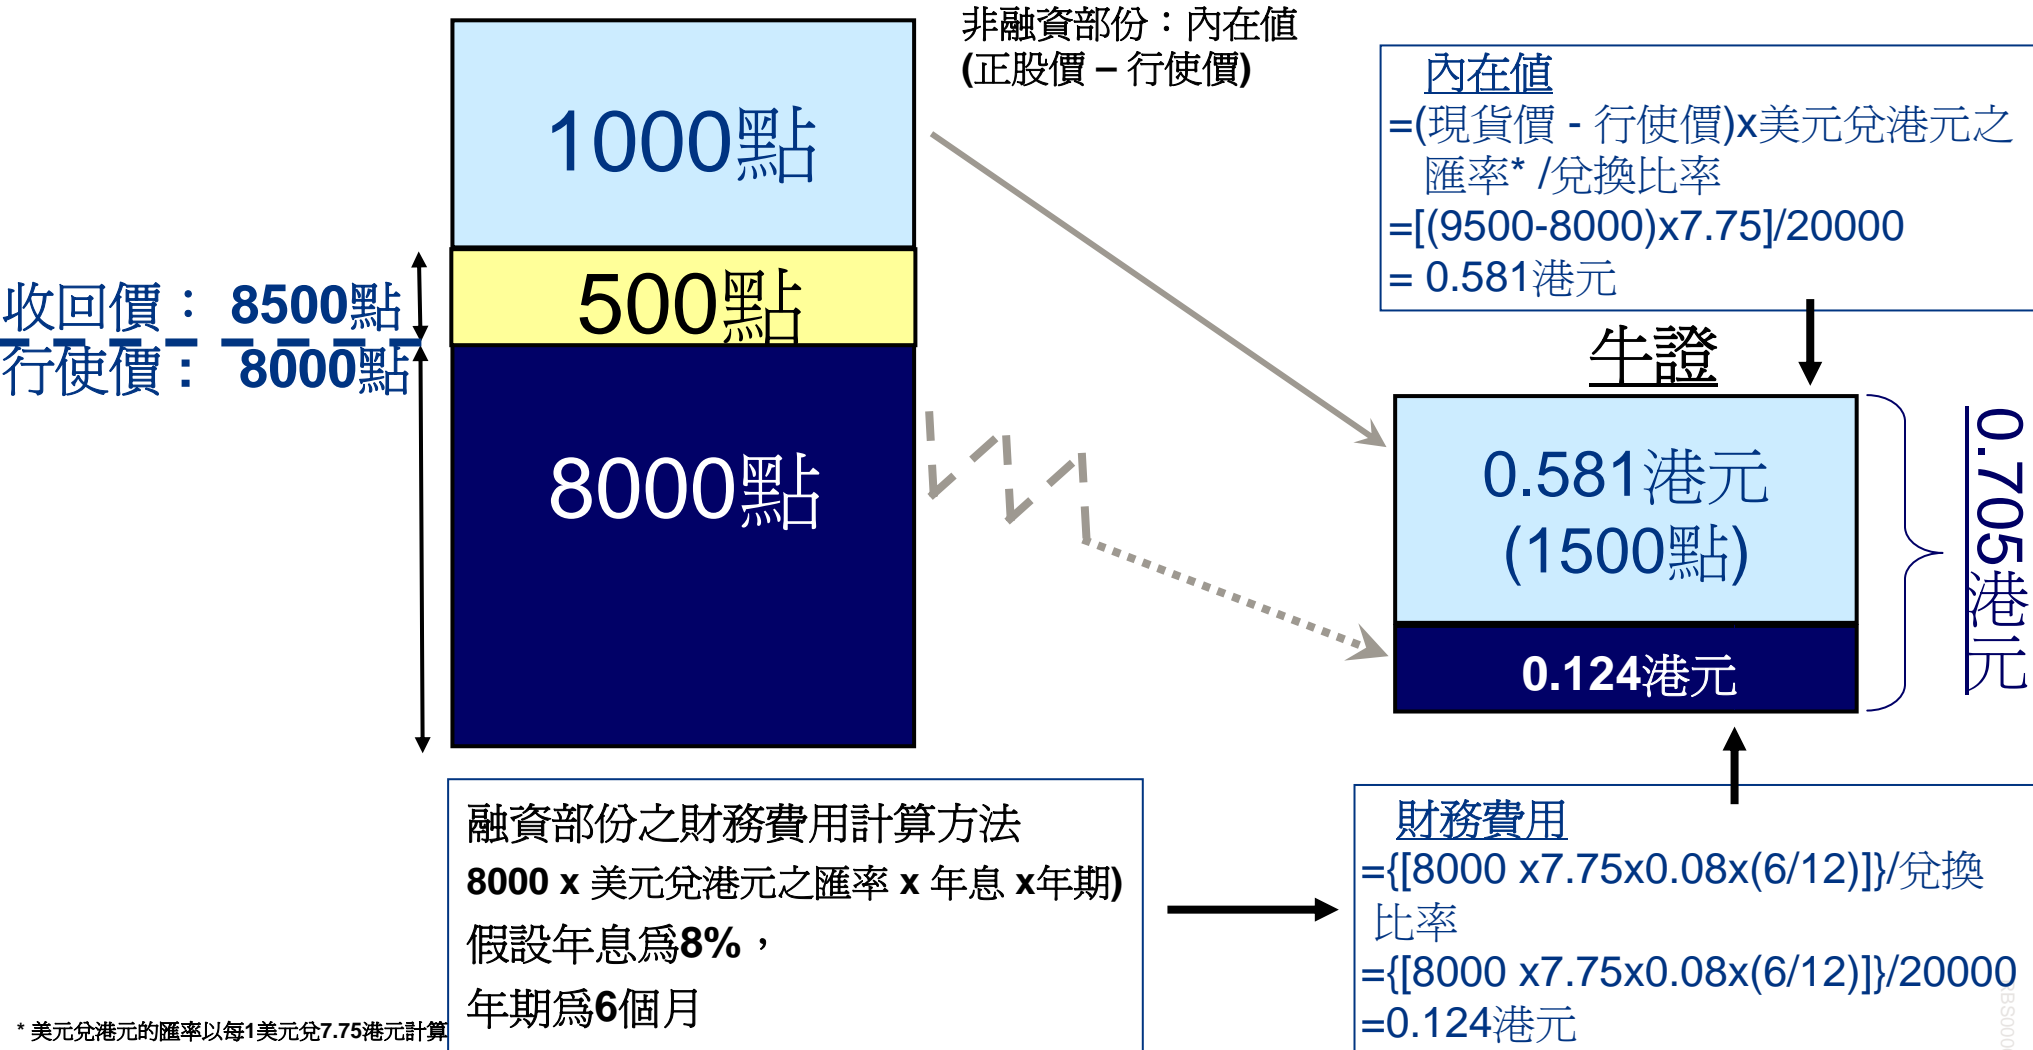 非融資部份：內在值
(正股價 – 行使價)
1000點
500點
8000點
收回價： 8500點
行使價： 8000點
內在值
=(現貨價 - 行使價)x美元兌港元之
匯率* /兌換比率
=[(9500-8000)x7.75]/20000
= 0.581港元
牛證
0.581港元
(1500點)
0.124港元
0.705港元
融資部份之財務費用計算方法
8000 x 美元兌港元之匯率 x 年息 x年期)
假設年息為8%，
年期為6個月
財務費用
={[8000 x7.75x0.08x(6/12)]}/兌換
比率
={[8000 x7.75x0.08x(6/12)]}/20000
=0.124港元
* 美元兌港元的匯率以每1美元兌7.75港元計算